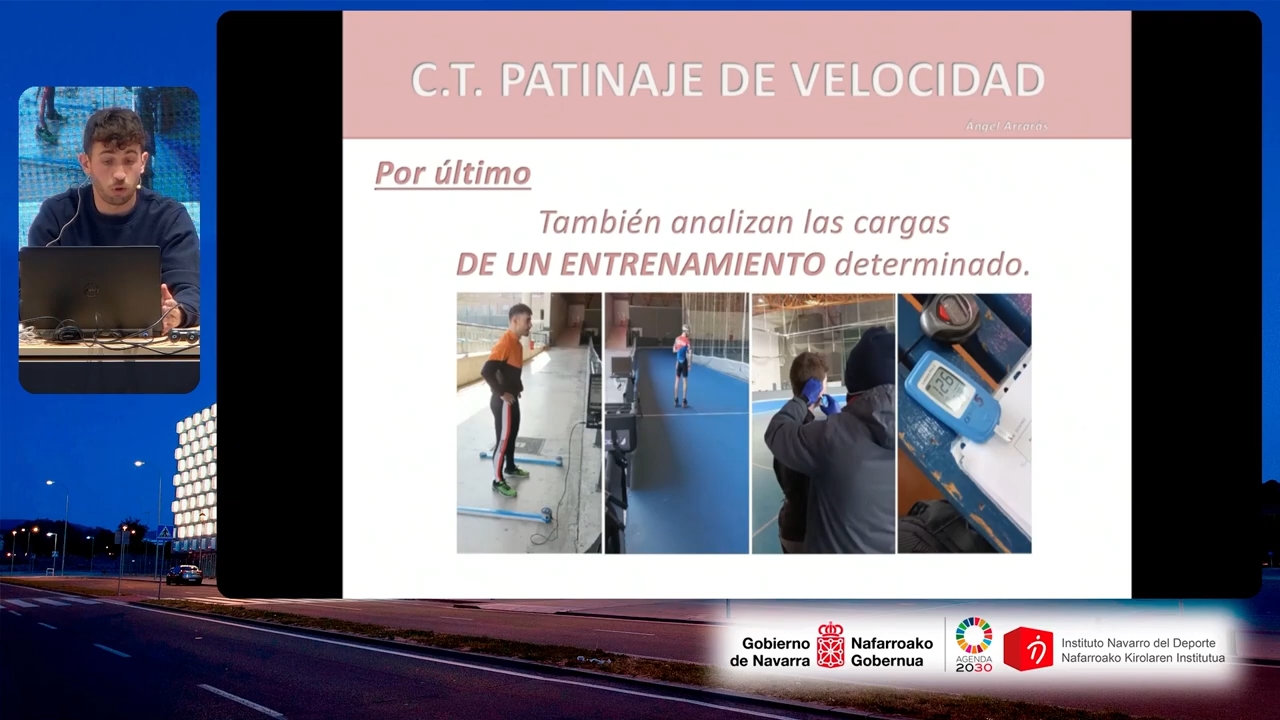 C.T. PATINAJE DE VELOCIDAD
Ángel Arrarás
Por último
También analizan las cargas
DE UN ENTRENAMIENTO determinado.
Gobierno
de Navarra
Nafarroako
Gobernua
AGENDA
2030
Instituto Navarro del Deporte
Nafarroako Kirolaren Institutua